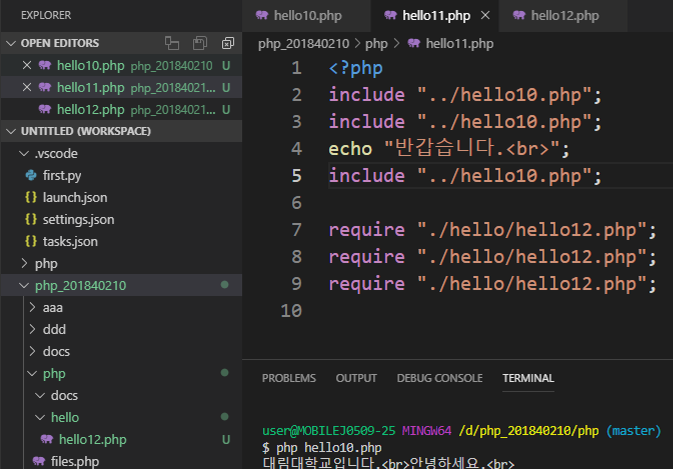 EXPLORER
OPEN EDITORS
hello10.php php_201840210 U
hello11.php php_20184021... U
hello12.php php_20184021... U
UNTITLED (WORKSPACE)
.vscode
first.py
launch.json
settings.json
tasks.json
php
php_201840210
aaa
ddd
docs
php
docs
hello
hello12.php U
files.php
hello10.php hello11.php hello12.php
php_201840210 > php > hello11.php
1 <?php
2 include "../hello10.php";
3 include "../hello10.php";
4 echo "반갑습니다.<br>";
5 include "../hello10.php";
6
7 require "./hello/hello12.php";
8 require "./hello/hello12.php";
9 require "./hello/hello12.php";
10
PROBLEMS OUTPUT DEBUG CONSOLE TERMINAL
user@MOBILEJ0509-25 MINGW64 /d/php_201840210/php (master)
$ php hello10.php
대림대학교입니다.<br>안녕하세요.<br>